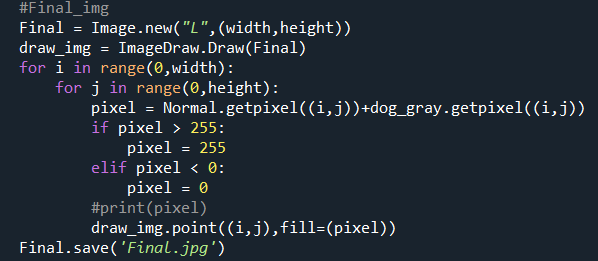 #Final_img
Final = Image.new("L",(width,height))
draw_img = ImageDraw.Draw(Final)
for i in range(0,width):
    for j in range(0,height):
        pixel = Normal.getpixel((i,j))+dog_gray.getpixel((i,j))
        if pixel > 255:
            pixel = 255
        elif pixel < 0:
            pixel = 0
        #print(pixel)
        draw_img.point((i,j),fill=(pixel))
Final.save('Final.jpg')